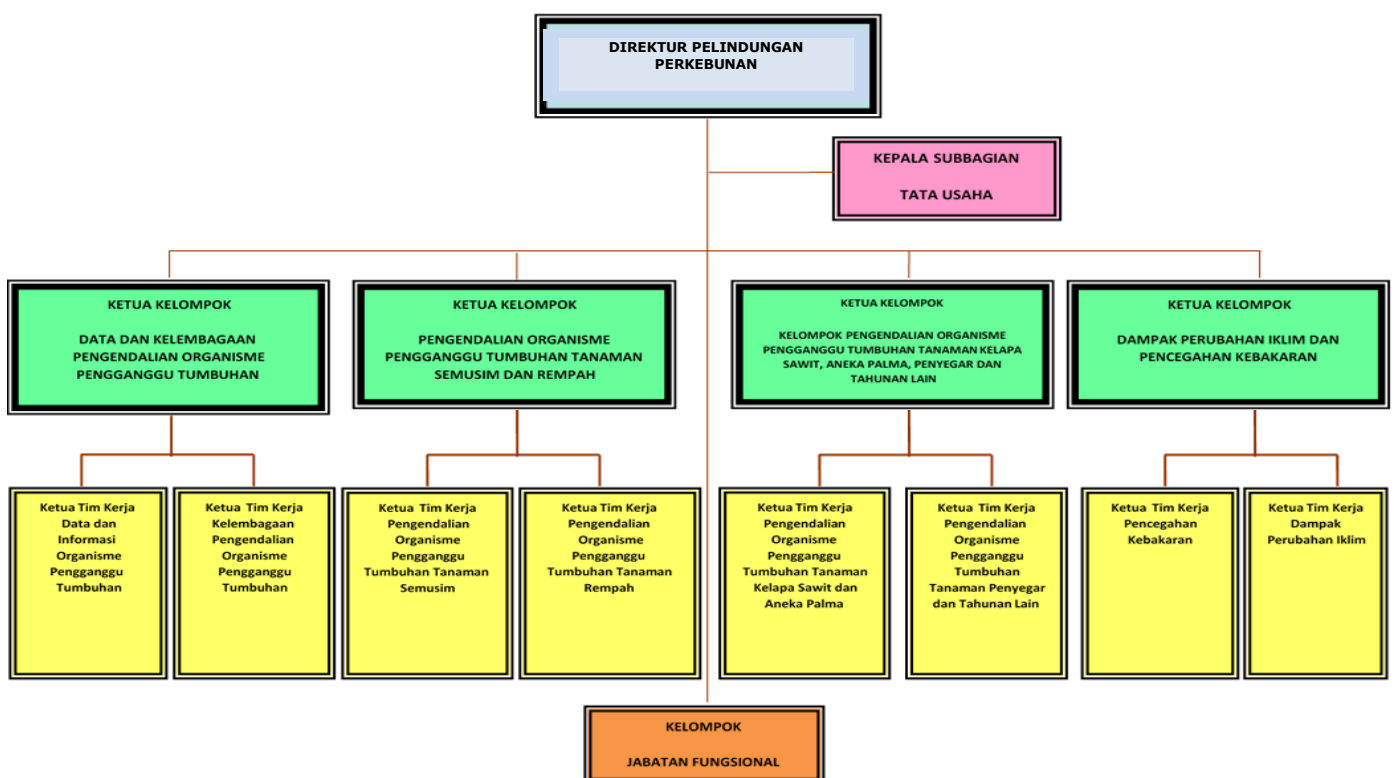 DIREKTUR PELINDUNGAN
PERKEBUNAN
KEPALA SUBBAGIAN
TATA USAHA
KETUA KELOMPOK
DATA DAN KELEMBAGAAN
PENGENDALIAN ORGANISME
PENGGANGU TUMBUHAN
KETUA KELOMPOK
PENGENDALIAN ORGANISME
PENGGANGU TUMBUHAN TANAMAN
SEMUSIM DAN REMPAH
KETUA KELOMPOK
KELOMPOK PENGENDALIAN ORGANISME
PENGGANGU TUMBUHAN TANAMAN KELAPA
SAWIT, ANEKA PALMA, PENYEGAR DAN
TAHUNAN LAIN
KETUA KELOMPOK
DAMPAK PERUBAHAN IKLIM DAN
PENCEGAHAN KEBAKARAN
Ketua Tim Kerja
Data dan
Informasi
Organisme
Pengganggu
Tumbuhan
Ketua Tim Kerja
Kelembagaan
Pengendalian
Organisme
Pengganggu
Tumbuhan
Ketua Tim Kerja
Pengendalian
Organisme
Pengganggu
Tumbuhan Tanaman
Semusim
Ketua Tim Kerja
Pengendalian
Organisme
Pengganggu
Tumbuhan Tanaman
Rempah
Ketua Tim Kerja
Pengendalian
Organisme
Pengganggu
Tumbuhan Tanaman
Kelapa Sawit dan
Aneka Palma
Ketua Tim Kerja
Pengendalian
Organisme
Pengganggu
Tumbuhan
Tanaman Penyegar
dan Tahunan Lain
Ketua Tim Kerja
Pencegahan
Kebakaran
Ketua Tim Kerja
Dampak
Perubahan Iklim
KELOMPOK
JABATAN FUNGSIONAL